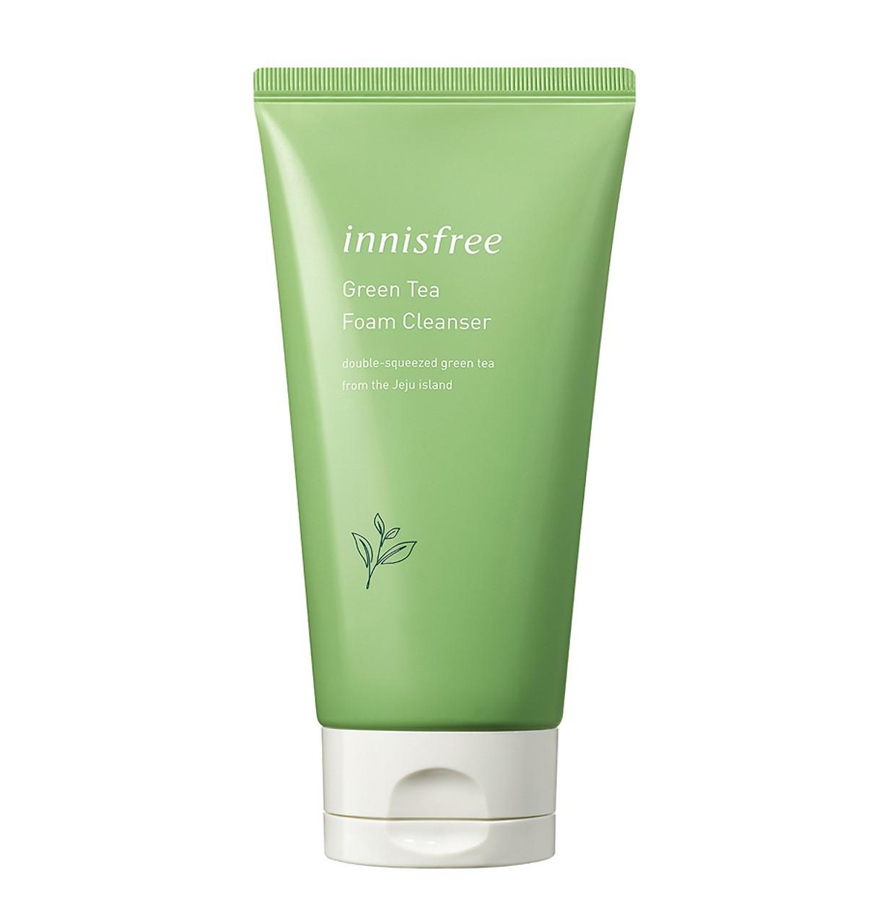 innisfree
Green Tea
Foam Cleanser
double-squeezed green tea
from the Jeju island